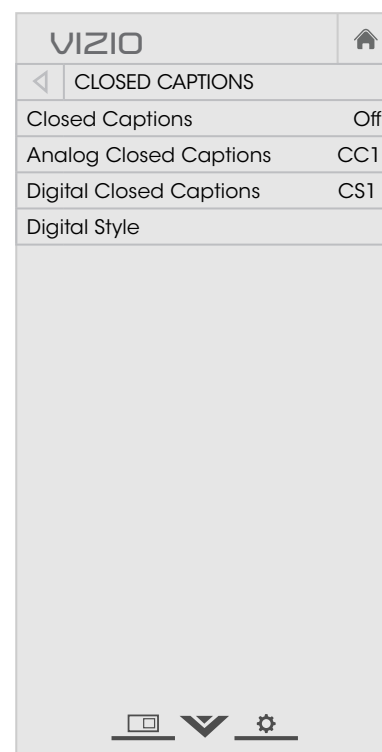 VIZIO
CLOSED CAPTIONS
Closed Captions Off
Analog Closed Captions CC1
Digital Closed Captions CS1
Digital Style